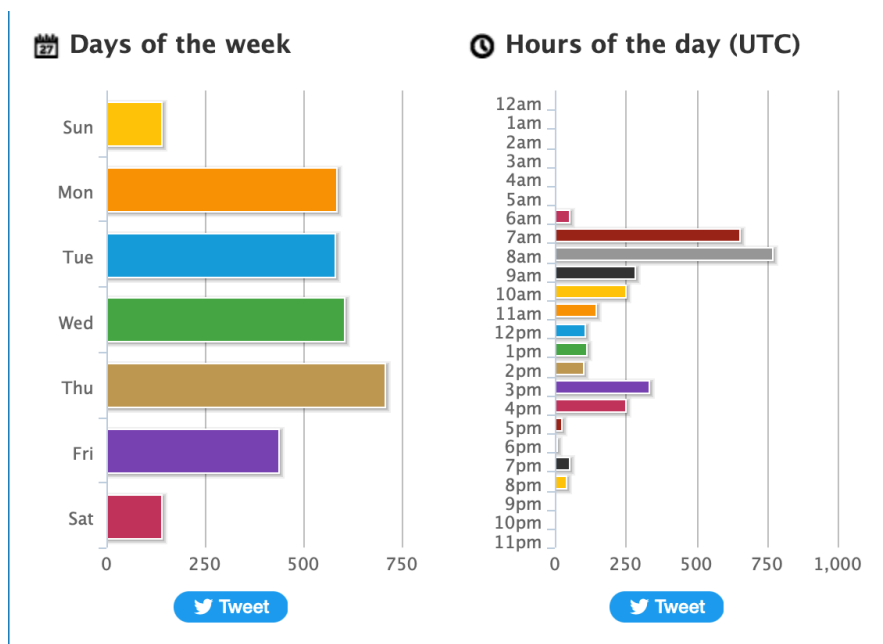 27 Days of the week
Sun
Mon
Tue
Wed
Thu
Fri
Sat
0 250 500 750
Tweet
Hours of the day (UTC)
12am
1am
2am
3am
4am
5am
6am
7am
8am
9am
10am
11am
12pm
1pm
2pm
3pm
4pm
5pm
6pm
7pm
8pm
9pm
10pm
11pm
0 250 500 750 1,000
Tweet